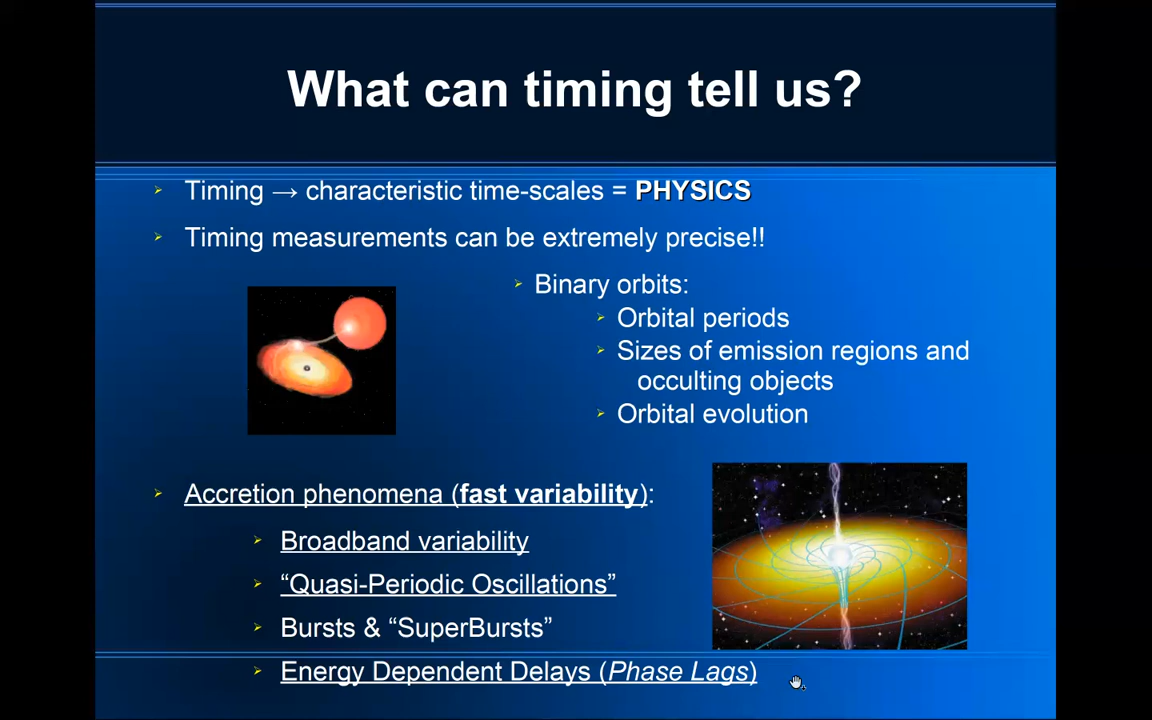 What can timing tell us?
Timing → characteristic time-scales = PHYSICS
Timing measurements can be extremely precise!!
Binary orbits:
Orbital periods
Sizes of emission regions and
occulting objects
Orbital evolution
Accretion phenomena (fast variability):
Broadband variability
“Quasi-Periodic Oscillations”
Bursts & “SuperBursts”
Energy Dependent Delays (Phase Lags)